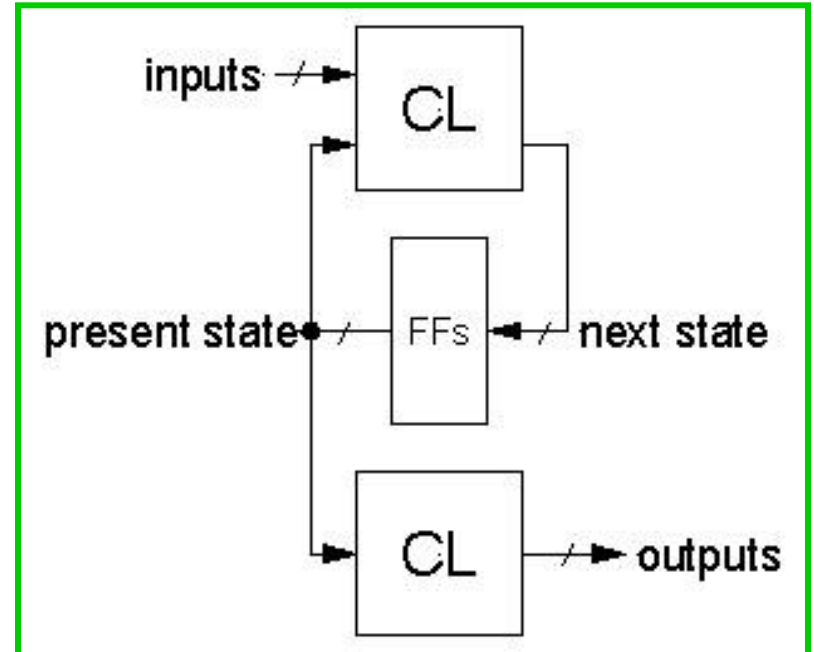 inputs
CL
present state
FFs
next state
CL
outputs